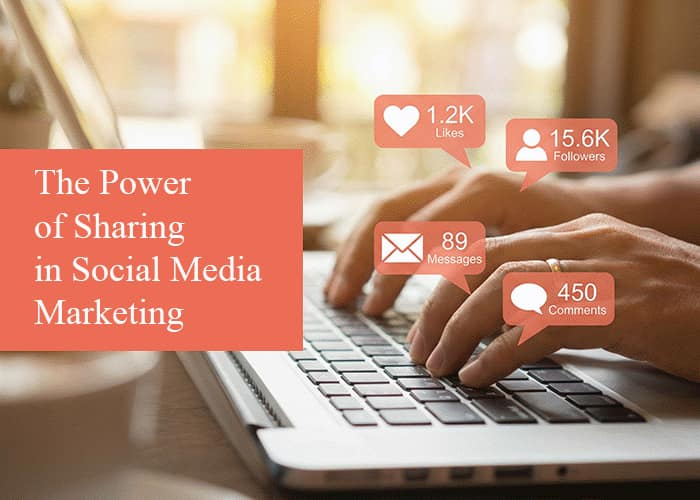 The Power
of Sharing
in Social Media
Marketing
1.2K
Likes
15.6K
Followers
89
Messages
450
Comments